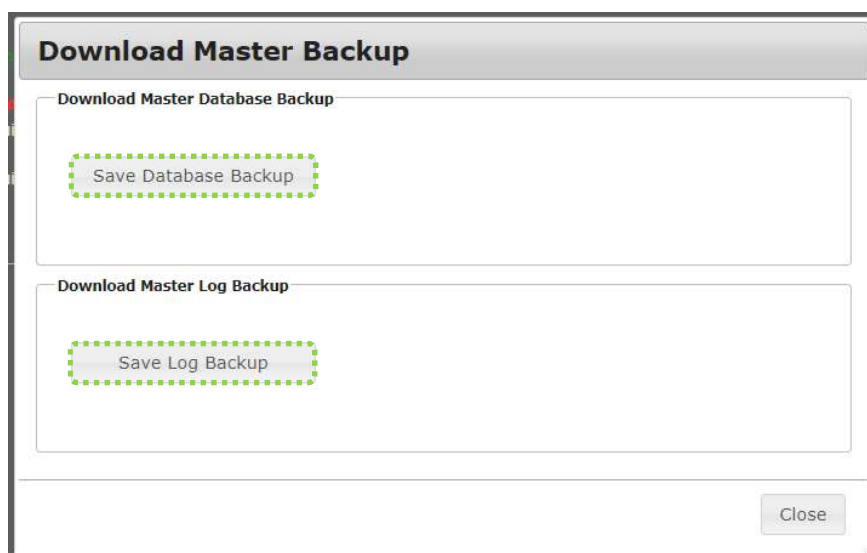 Download Master Backup
Download Master Database Backup
Save Database Backup
Download Master Log Backup
Save Log Backup
Close